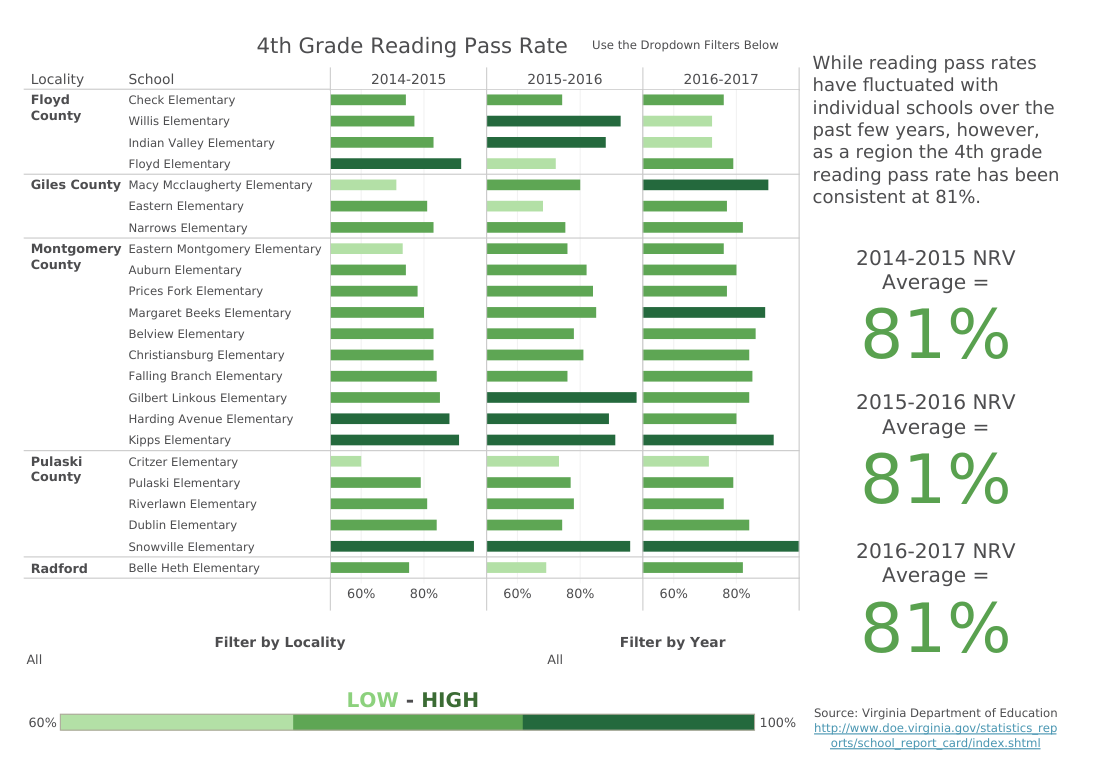 4th Grade Reading Pass Rate
Use the Dropdown Filters Below
Locality School 2014-2015 2015-2016 2016-2017
Floyd County
Check Elementary
Willis Elementary
Indian Valley Elementary
Floyd Elementary
Giles County Macy Mcclaugherty Elementary
Eastern Elementary
Narrows Elementary
Montgomery County
Eastern Montgomery Elementary
Auburn Elementary
Prices Fork Elementary
Margaret Beeks Elementary
Belview Elementary
Christiansburg Elementary
Falling Branch Elementary
Gilbert Linkous Elementary
Harding Avenue Elementary
Kipps Elementary
Pulaski County
Critzer Elementary
Pulaski Elementary
Riverlawn Elementary
Dublin Elementary
Snowville Elementary
Radford Belle Heth Elementary
60% 80% 60% 80% 60% 80%
Filter by Locality
All
Filter by Year
All
LOW - HIGH
60% 100%
While reading pass rates
have fluctuated with
individual schools over the
past few years, however,
as a region the 4th grade
reading pass rate has been
consistent at 81%.
2014-2015 NRV
Average =
81%
2015-2016 NRV
Average =
81%
2016-2017 NRV
Average =
81%
Source: Virginia Department of Education
http://www.doe.virginia.gov/statistics_rep
orts/school_report_card/index.shtml